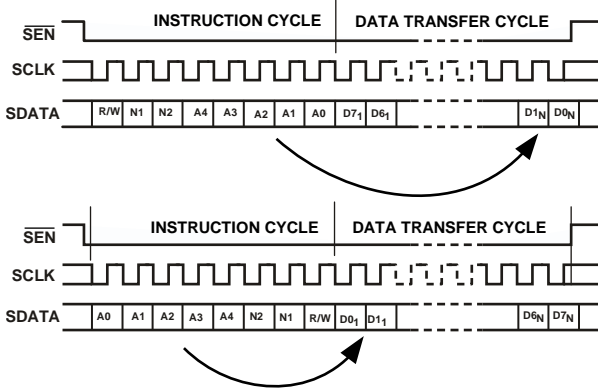 INSTRUCTION CYCLE DATA TRANSFER CYCLE
SEN
SCLK
SDATA R/W N1 N2 A4 A3 A2 A1 A0 D7₁ D6₁ D1N D0N
INSTRUCTION CYCLE DATA TRANSFER CYCLE
SEN
SCLK
SDATA A0 A1 A2 A3 A4 N2 N1 R/W D0₁ D1₁ D6N D7N